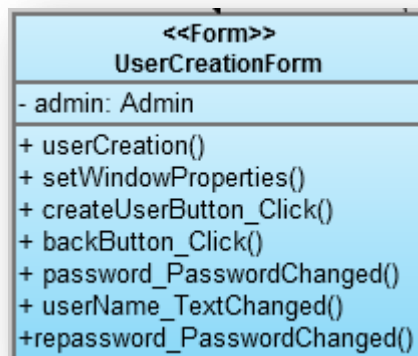 <<Form>>
UserCreationForm
- admin: Admin
+ userCreation()
+ setWindowProperties()
+ createUserButton_Click()
+ backButton_Click()
+ password_PasswordChanged()
+ userName_TextChanged()
+repassword_PasswordChanged()